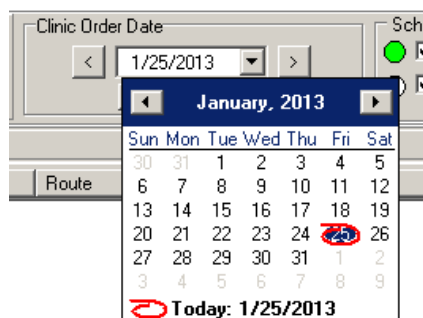 Clinic Order Date
Sch
< 1/25/2013 >
January, 2013
Sun Mon Tue Wed Thu Fri Sat
30 31 1 2 3 4 5
6 7 8 9 10 11 12
Route
13 14 15 16 17 18 19
20 21 22 23 24 25 26
27 28 29 30 31 1 2
3 4 5 6 7 8 9
Today: 1/25/2013